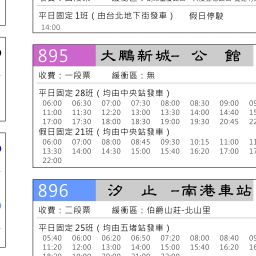 平日固定1班（由台北地下街發車）　假日停駛
14:00
895 大鵬新城－公館
收費：一段票　緩衝區：無
平日固定28班（均由中央站發車）
06:00 06:30 07:00 07:30 08:00 08:30 09:00
11:00 11:30 12:20 13:00 13:30 14:00 14:40
17:00 17:30 18:00 18:30 19:00 19:30 20:45
假日固定21班（均由中央站發車）
06:00 07:00 08:00 08:45 09:30 10:15 11:00
13:30 14:00 14:30 15:00 15:40 16:20 17:00
22:00
896 汐止－南港車站
收費：二段票　緩衝區：伯爵山莊-北山里
平日固定25班（均由五堵站發車）
05:40 06:00 06:20 06:50 07:20 08:00 08:40
11:20 12:00 13:00 14:00 15:00 15:40 16:20